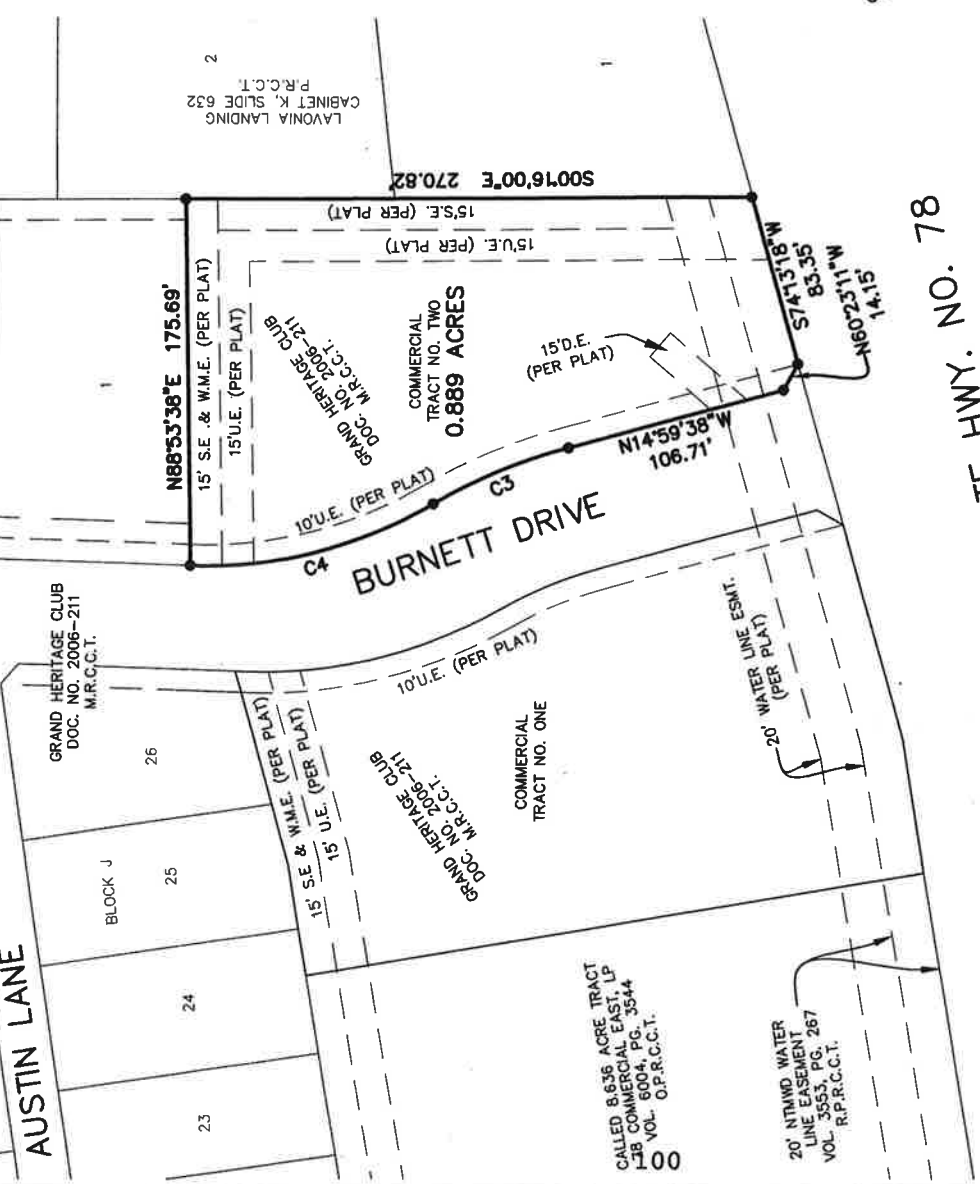 2
LAVONIA LANDING
CABINET K, SLIDE 632
P.R.C.C.T.
1
1
N88°53'38"E 175.69'
S00°16'00"E 270.82'
15' S.E. & W.M.E. (PER PLAT)
15'U.E. (PER PLAT)
15'S.E. (PER PLAT)
15'U.E. (PER PLAT)
GRAND HERITAGE CLUB
DOC. NO. 2006-211
M.R.C.C.T.
COMMERCIAL
TRACT NO. TWO
0.889 ACRES
15'D.E.
(PER PLAT)
10'U.E. (PER PLAT)
C3
C4
N14°59'38"W
106.71'
S74°13'18"W
83.35'
N60°23'11"W
14.15'
HWY. NO. 78
BURNETT DRIVE
GRAND HERITAGE CLUB
DOC. NO. 2006-211
M.R.C.C.T.
26
BLOCK J
25
24
23
AUSTIN LANE
15' S.E & W.M.E. (PER PLAT)
15' U.E. (PER PLAT)
10'U.E. (PER PLAT)
GRAND HERITAGE CLUB
DOC. NO. 2006-211
M.R.C.C.T.
COMMERCIAL
TRACT NO. ONE
20' WATER LINE ESMT.
(PER PLAT)
CALLED 8.636 ACRE TRACT
78 COMMERCIAL EAST, LP
VOL. 6004, PG. 3544
O.P.R.C.C.T.
100
20' NTMWD WATER
LINE EASEMENT
VOL. 3553, PG. 267
R.P.R.C.C.T.